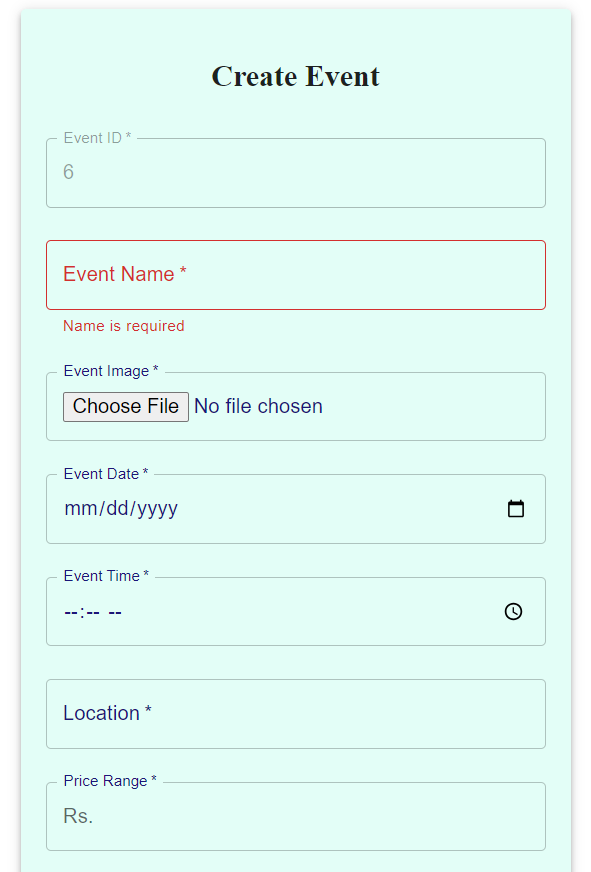 Create Event
Event ID *
6
Event Name *
Name is required
Event Image *
Choose File No file chosen
Event Date *
mm/dd/yyyy
Event Time *
--:-- --
Location *
Price Range *
Rs.